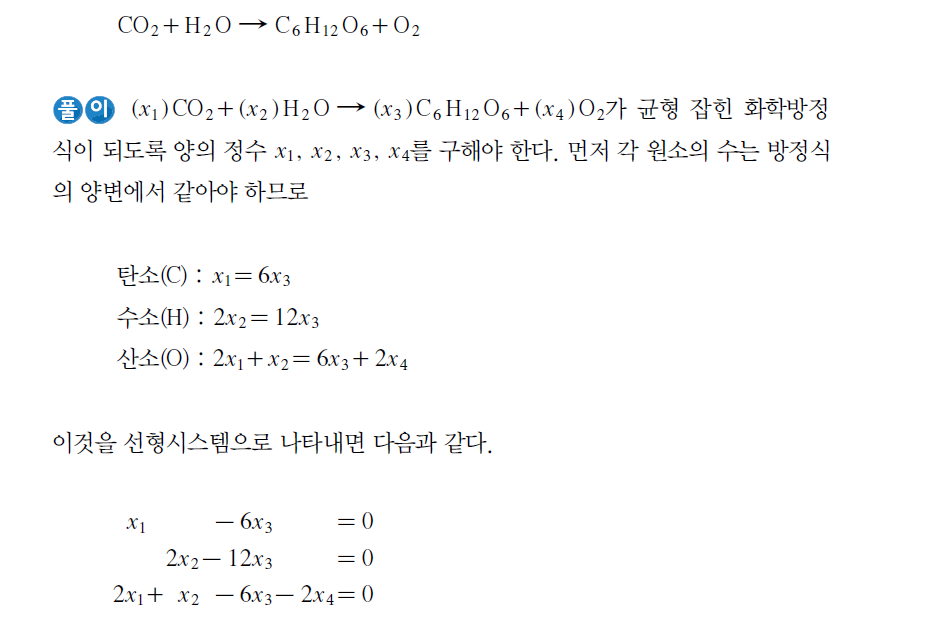 CO₂+H₂O ⟶ C₆H₁₂O₆+O₂
풀이 (x₁)CO₂+(x₂)H₂O ⟶ (x₃)C₆H₁₂O₆+(x₄)O₂가 균형 잡힌 화학방정
식이 되도록 양의 정수 x₁, x₂, x₃, x₄를 구해야 한다. 먼저 각 원소의 수는 방정식
의 양변에서 같아야 하므로
탄소(C) : x₁= 6x₃
수소(H) : 2x₂= 12x₃
산소(O) : 2x₁+x₂= 6x₃+2x₄
이것을 선형시스템으로 나타내면 다음과 같다.
x₁ − 6x₃ = 0
2x₂− 12x₃ = 0
2x₁+ x₂ − 6x₃− 2x₄= 0